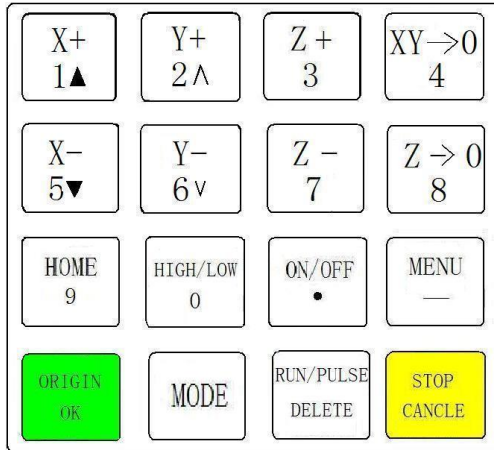 X+ Y+ Z+ XY->0
1▲ 2∧ 3 4
X- Y- Z- Z->0
5▼ 6∨ 7 8
HOME HIGH/LOW ON/OFF MENU
9 0 • —
ORIGIN MODE RUN/PULSE STOP
OK DELETE CANCLE